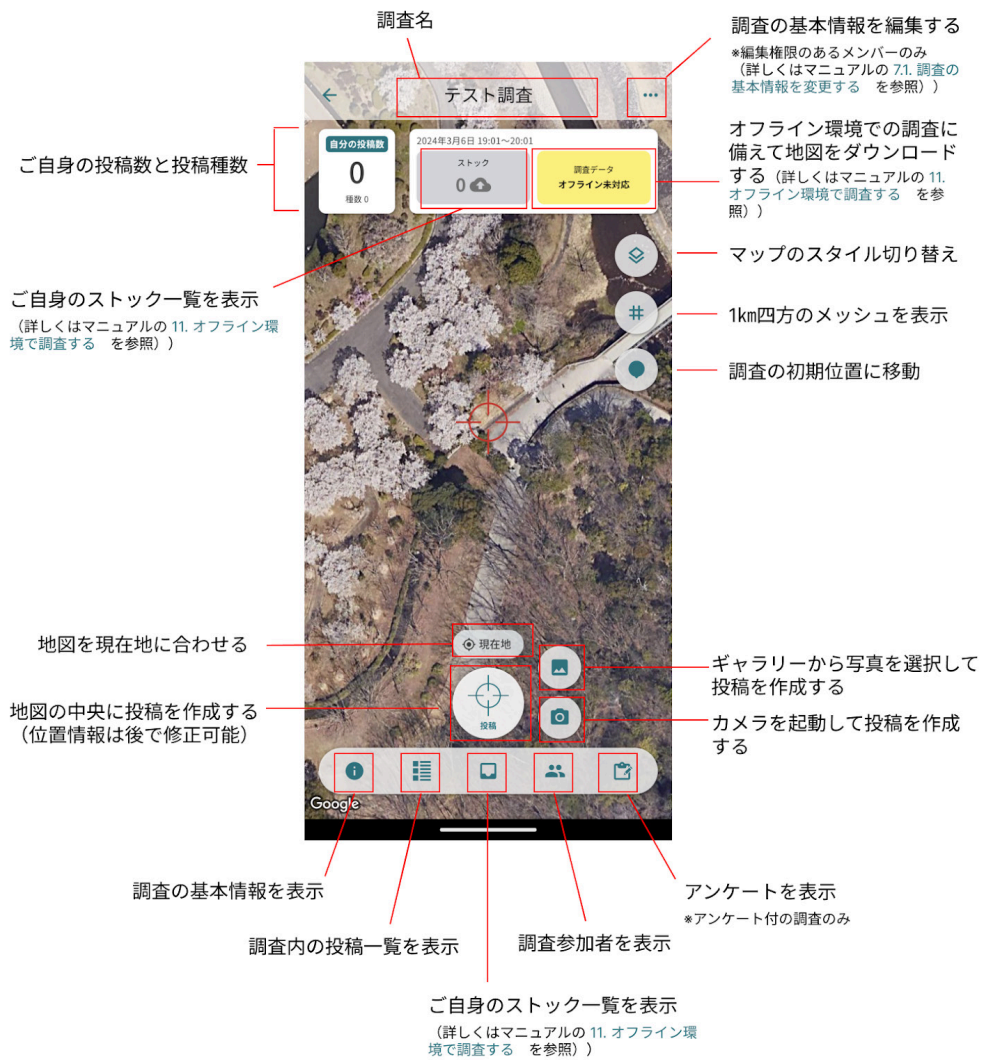 調査名
調査の基本情報を編集する
※編集権限のあるメンバーのみ
（詳しくはマニュアルの 7.1. 調査の
基本情報を変更する　を参照））
テスト調査
ご自身の投稿数と投稿種数
自分の投稿数
0
種数 0
2024年3月6日 19:01〜20:01
ストック
0
調査データ
オフライン未対応
オフライン環境での調査に
備えて地図をダウンロード
する（詳しくはマニュアルの 11.
オフライン環境で調査する　を参
照））
マップのスタイル切り替え
ご自身のストック一覧を表示
（詳しくはマニュアルの 11. オフライン環
境で調査する　を参照））
1㎞四方のメッシュを表示
調査の初期位置に移動
地図を現在地に合わせる
現在地
ギャラリーから写真を選択して
投稿を作成する
地図の中央に投稿を作成する
（位置情報は後で修正可能）
投稿
カメラを起動して投稿を作成
する
Google
調査の基本情報を表示
アンケートを表示
※アンケート付の調査のみ
調査内の投稿一覧を表示
調査参加者を表示
ご自身のストック一覧を表示
（詳しくはマニュアルの 11. オフライン環
境で調査する　を参照））